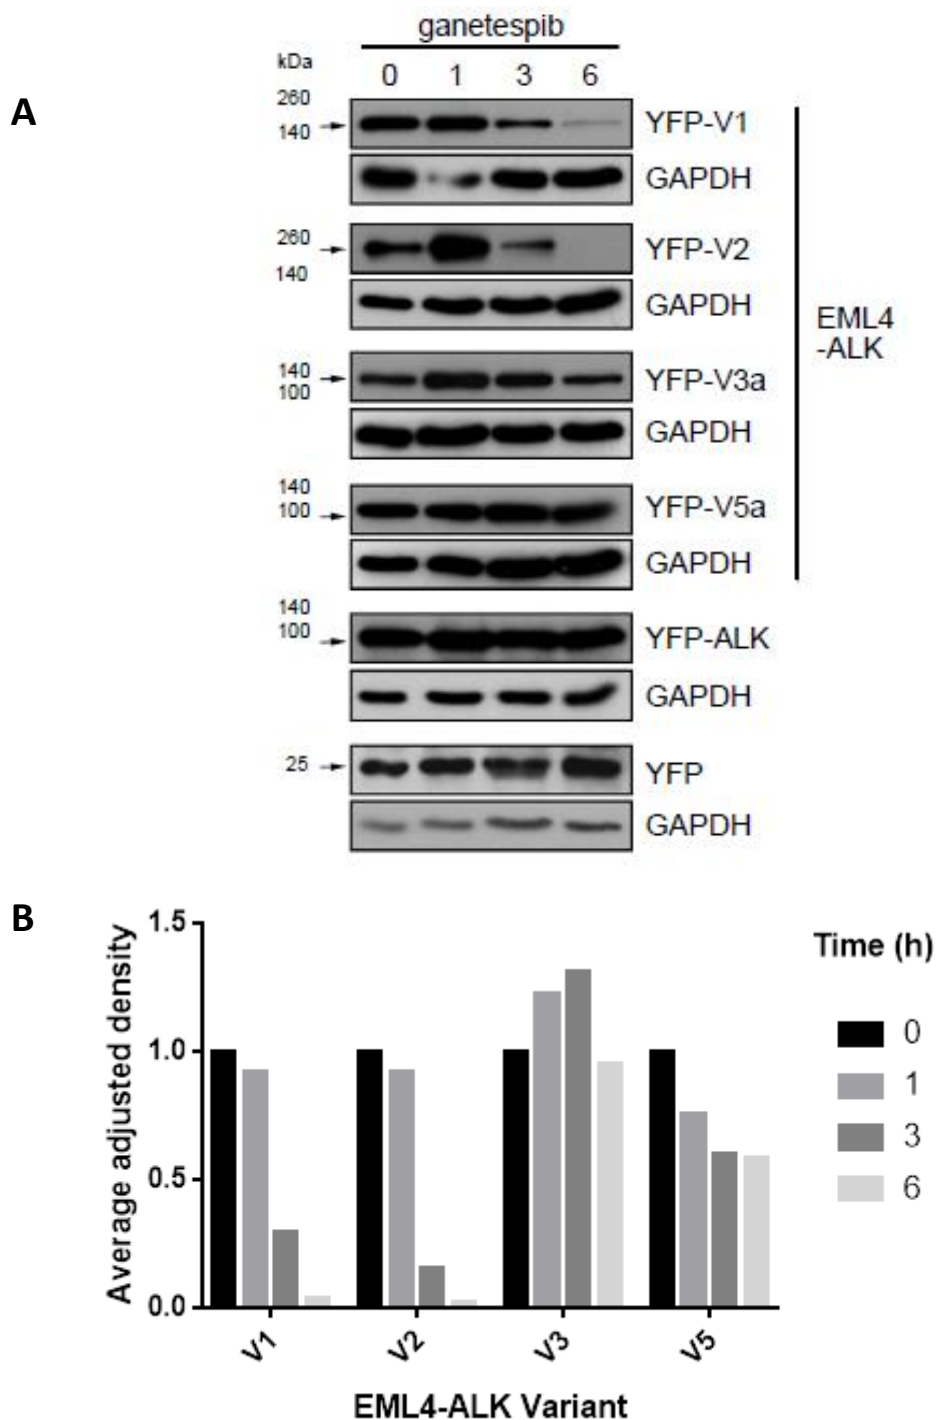 ganetespib
kDa
0 1 3 6
A
260
140
YFP-V1
GAPDH
260
140
YFP-V2
GAPDH
EML4
-ALK
140
100
YFP-V3a
GAPDH
140
100
YFP-V5a
GAPDH
140
100
YFP-ALK
GAPDH
25
YFP
GAPDH
B
Average adjusted density
1.5
1.0
0.5
0.0
V1 V2 V3 V5
EML4-ALK Variant
Time (h)
0
1
3
6